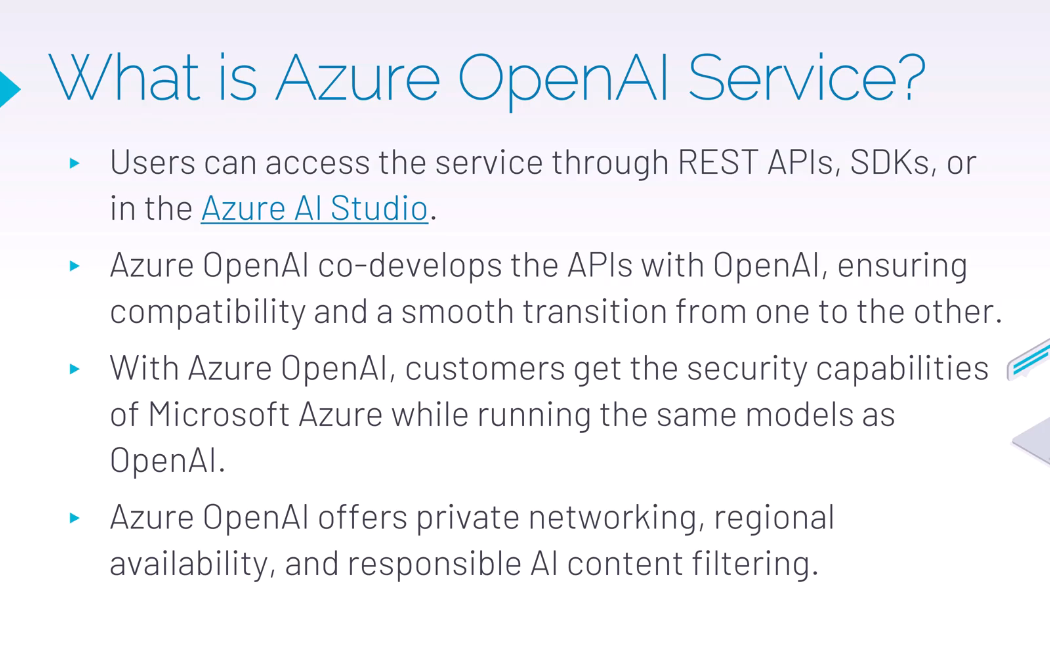 What is Azure OpenAI Service?
Users can access the service through REST APIs, SDKs, or
in the Azure AI Studio.
Azure OpenAI co-develops the APIs with OpenAI, ensuring
compatibility and a smooth transition from one to the other.
With Azure OpenAI, customers get the security capabilities
of Microsoft Azure while running the same models as
OpenAI.
Azure OpenAI offers private networking, regional
availability, and responsible AI content filtering.